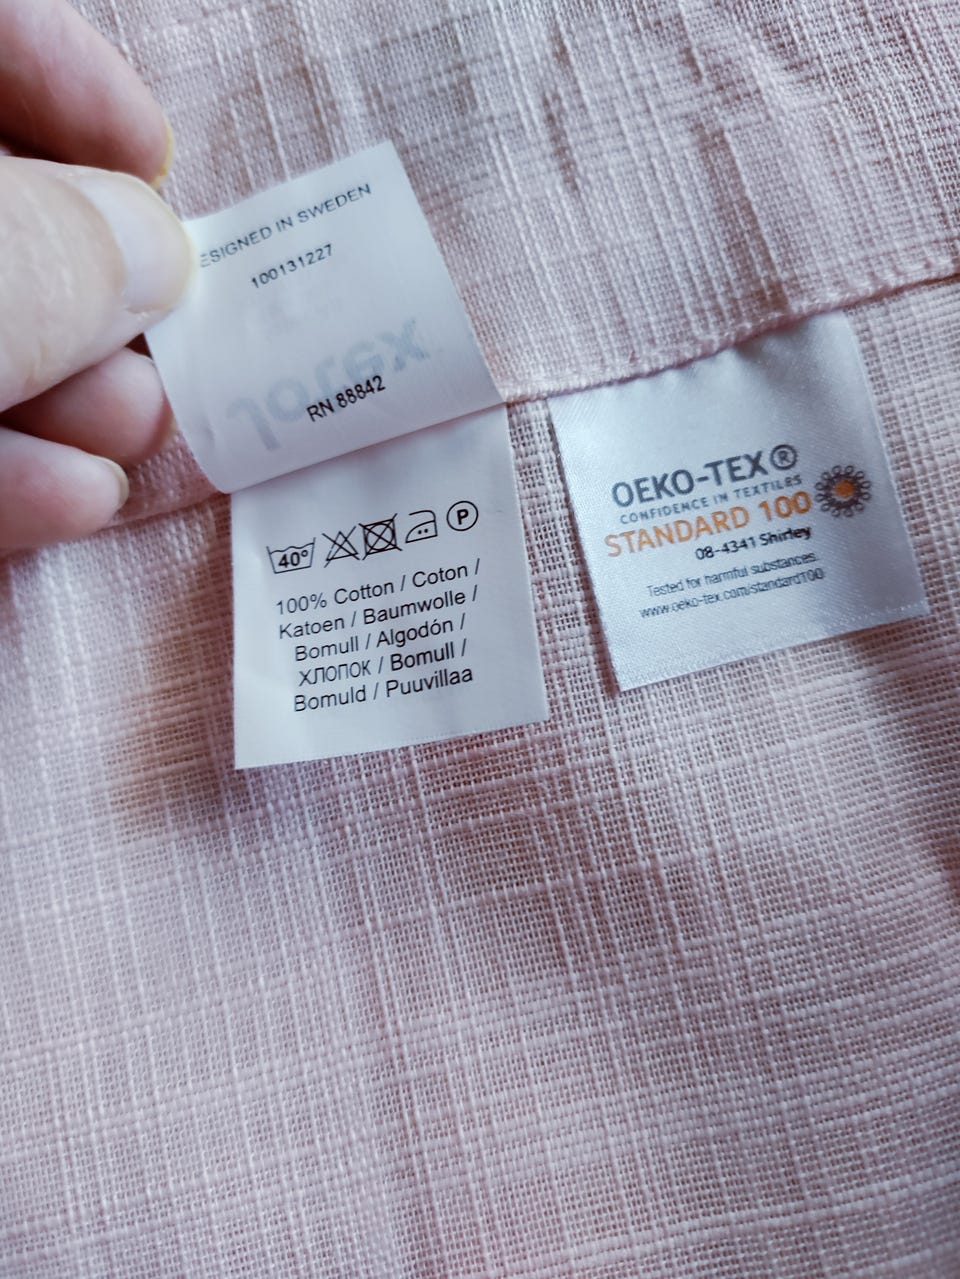 ESIGNED IN SWEDEN
100131227
RN 88842
40°
P
100% Cotton / Coton /
Katoen / Baumwolle /
Bomull / Algodón /
ХЛОПОК / Bomull /
Bomuld / Puuvillaa
OEKO-TEX®
CONFIDENCE IN TEXTILES
STANDARD 100
08-4341 Shirley
Tested for harmful substances.
www.oeko-tex.com/standard100